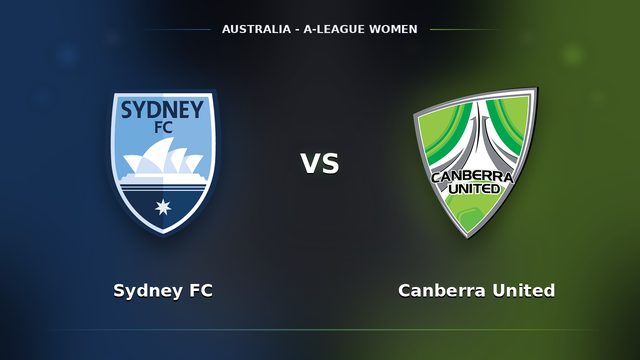 AUSTRALIA - A-LEAGUE WOMEN
SYDNEY
FC
VS
CANBERRA
UNITED
Sydney FC
Canberra United